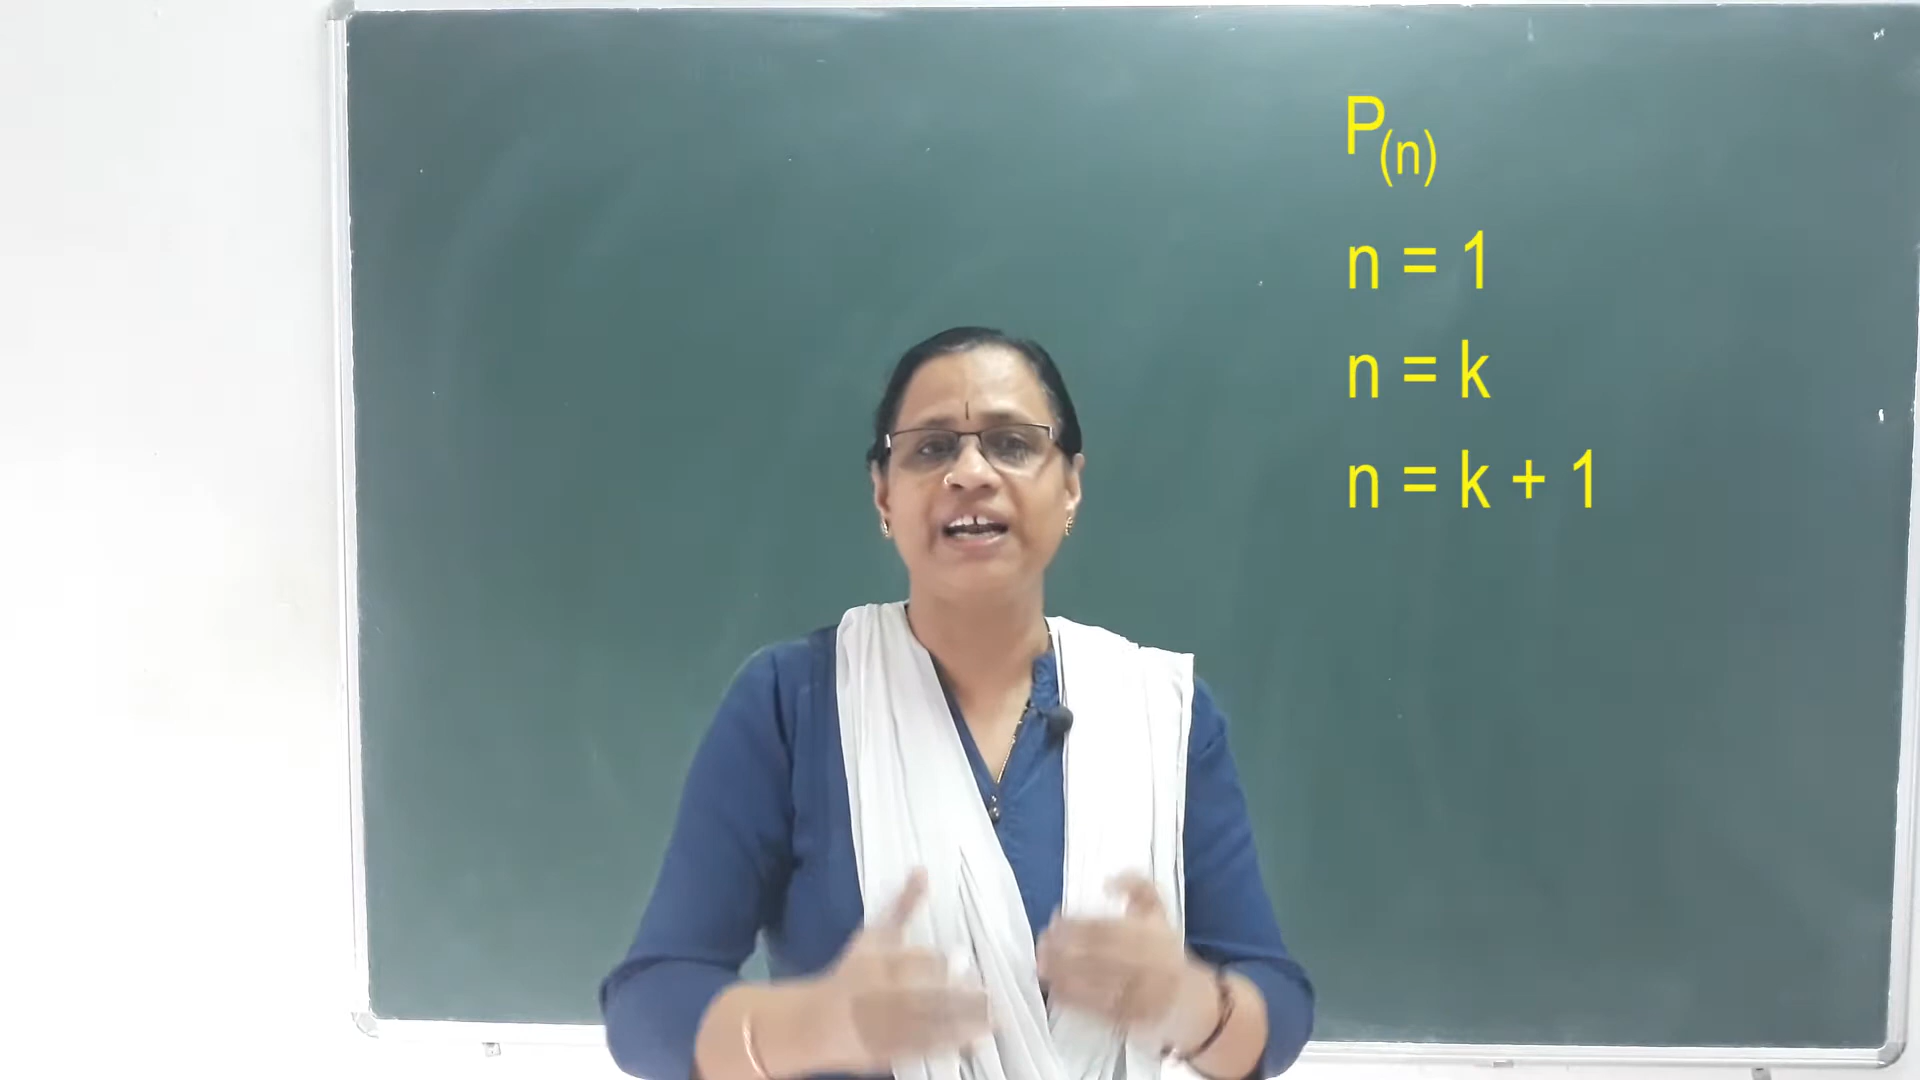 P(n)
n = 1
n = k
n = k + 1